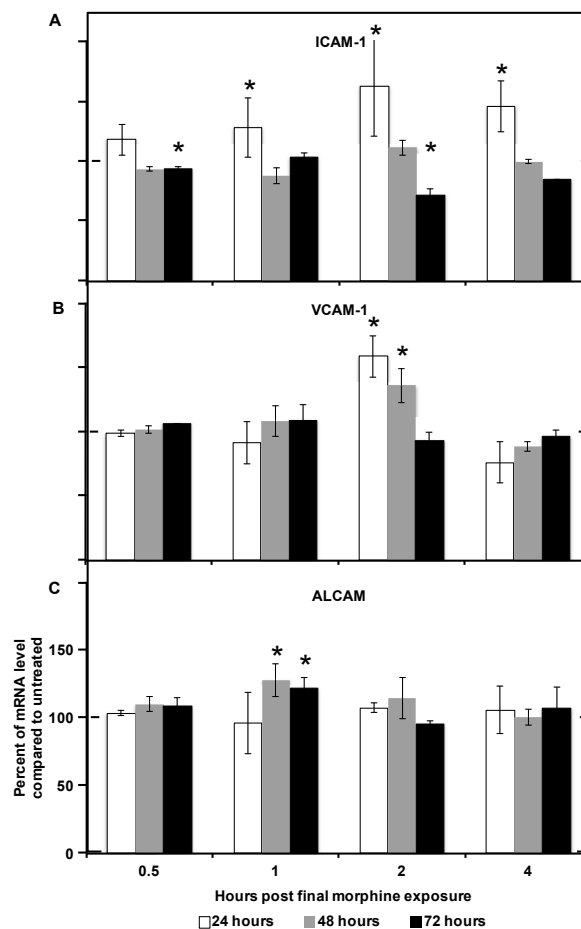 A
ICAM-1
*
*
*
*
*
B
VCAM-1
*
*
C
ALCAM
*
*
Percent of mRNA level
compared to untreated
150
100
50
0
0.5 1 2 4
Hours post final morphine exposure
24 hours 48 hours 72 hours